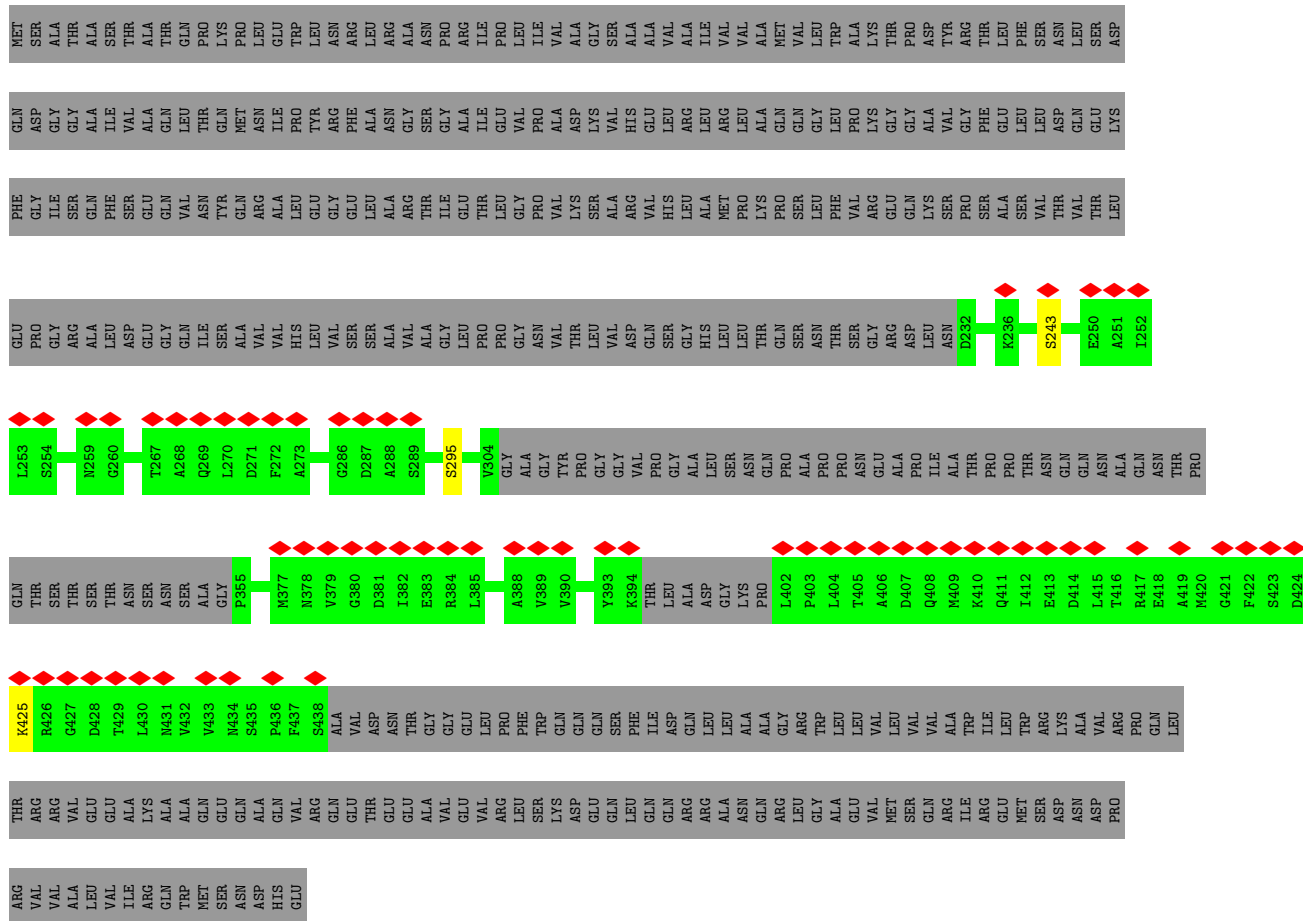 MET SER ALA THR ALA SER THR ALA THR GLN PRO LYS PRO LEU GLU TRP LEU ASN ARG LEU ARG ALA ASN PRO ARG ILE PRO LEU ILE VAL ALA GLY SER ALA ALA VAL ALA ILE VAL VAL ALA MET VAL LEU TRP ALA LYS THR PRO ASP TYR ARG THR LEU PHE SER ASN LEU SER ASP
GLN ASP GLY GLY ALA ILE VAL ALA GLN LEU THR GLN MET ASN ILE PRO TYR ARG PHE ALA ASN GLY SER GLY ALA ILE GLU VAL PRO ALA ASP LYS VAL HIS GLU LEU ARG LEU ARG LEU ALA GLN GLN GLY LEU PRO LYS GLY GLY ALA VAL GLY PHE GLU LEU LEU ASP GLN GLU LYS
PHE GLY ILE SER GLN PHE SER GLU GLN VAL ASN TYR GLN ARG ALA LEU GLU GLY GLU LEU ALA ARG THR ILE GLU THR LEU GLY PRO VAL LYS SER ALA ARG VAL HIS LEU ALA MET PRO LYS PRO SER LEU PHE VAL ARG GLU GLN LYS SER PRO SER ALA SER VAL THR VAL THR LEU
GLU PRO GLY ARG ALA LEU ASP GLU GLY GLN ILE SER ALA VAL VAL HIS LEU VAL SER SER ALA VAL ALA GLY LEU PRO PRO GLY ASN VAL THR LEU VAL ASP GLN SER GLY HIS LEU LEU THR GLN SER ASN THR SER GLY ARG ASP LEU ASN D232 K236 S243 E250 A251 I252
L253 S254 N259 G260 T267 A268 Q269 L270 D271 F272 A273 G286 D287 A288 S289 S295 V304 GLY ALA GLY TYR PRO GLY GLY VAL PRO GLY ALA LEU SER ASN GLN PRO ALA PRO PRO ASN GLU ALA PRO ILE ALA THR PRO PRO THR ASN GLN GLN ASN ALA GLN ASN THR PRO
GLN THR SER THR SER THR ASN SER ASN SER ALA GLY P355 M377 N378 V379 G380 D381 I382 E383 R384 L385 A388 V389 V390 Y393 K394 THR LEU ALA ASP GLY LYS PRO L402 P403 L404 T405 A406 D407 Q408 M409 K410 Q411 I412 E413 D414 L415 T416 R417 E418 A419 M420 G421 F422 S423 D424
K425 R426 G427 D428 T429 L430 N431 V432 V433 N434 S435 P436 F437 S438 ALA VAL ASP ASN THR GLY GLY GLU LEU PRO PHE TRP GLN GLN GLN SER PHE ILE ASP GLN LEU LEU ALA ALA GLY ARG TRP LEU LEU VAL LEU VAL VAL ALA TRP ILE LEU TRP ARG LYS ALA VAL ARG PRO GLN LEU
THR ARG ARG VAL GLU GLU ALA LYS ALA ALA GLN GLU GLN ALA GLN VAL ARG GLN GLU THR GLU GLU ALA VAL GLU VAL ARG LEU SER LYS ASP GLU GLN LEU GLN GLN ARG ARG ALA ASN GLN ARG LEU GLY ALA GLU VAL MET SER GLN ARG ILE ARG GLU MET SER ASP ASN ASP PRO
ARG VAL VAL ALA LEU VAL ILE ARG GLN TRP MET SER ASN ASP HIS GLU